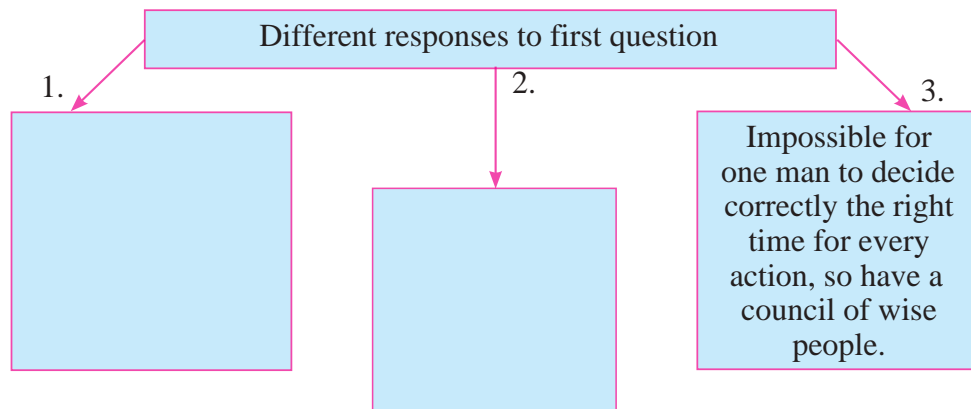 Different responses to first question
1.
2.
3.
Impossible for
one man to decide
correctly the right
time for every
action, so have a
council of wise
people.